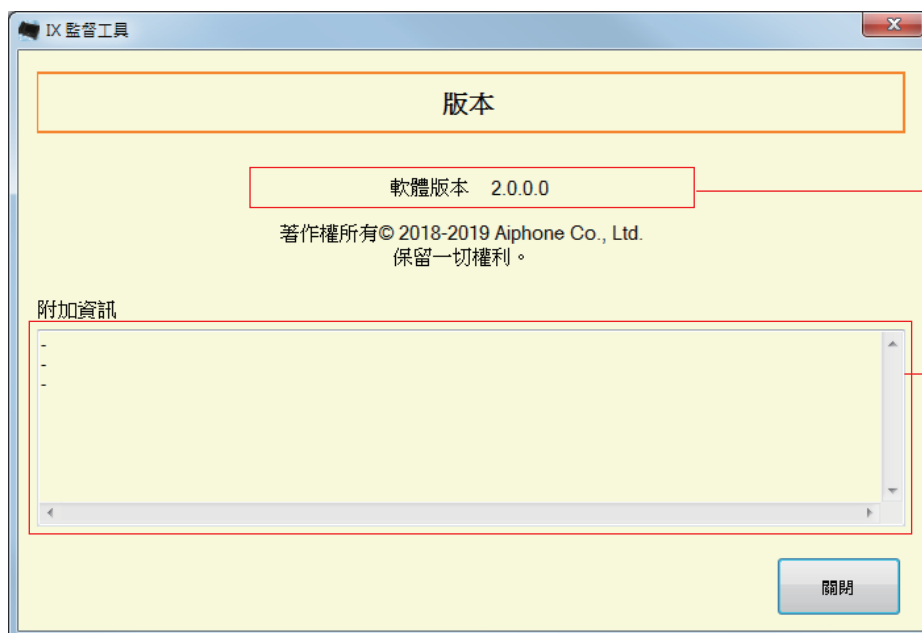 IX 監督工具
版本
軟體版本 2.0.0.0
著作權所有© 2018-2019 Aiphone Co., Ltd.
保留一切權利。
附加資訊
-
-
-
關閉